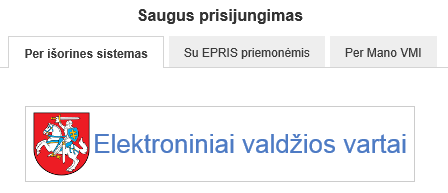 Saugus prisijungimas
Per išorines sistemas Su EPRIS priemonėmis Per Mano VMI
Elektroniniai valdžios vartai